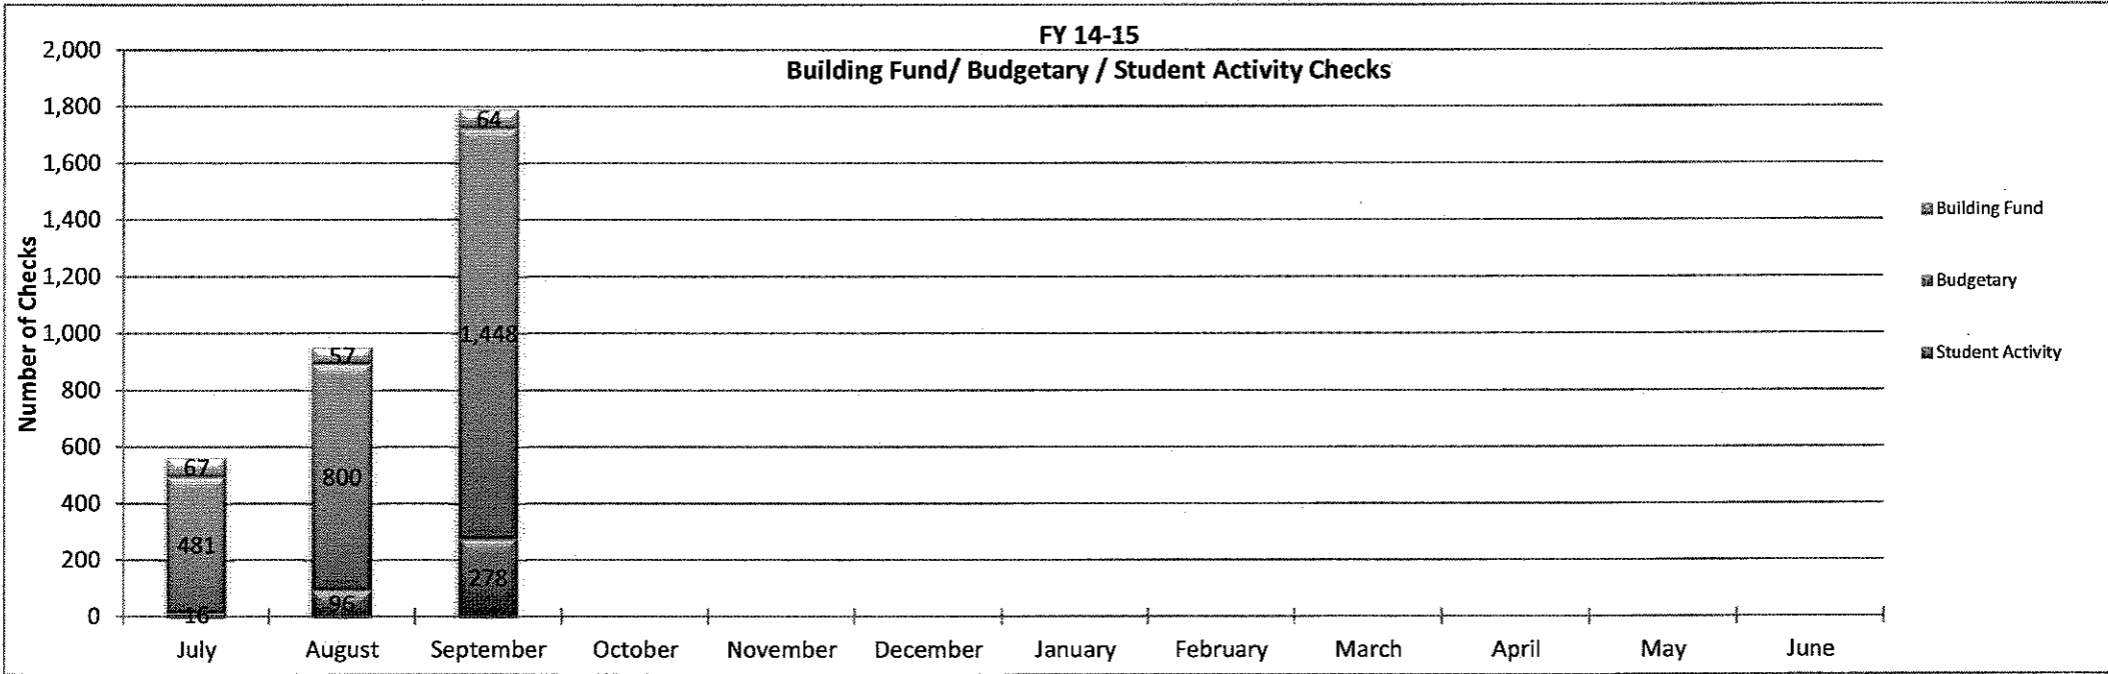 FY 14-15
Building Fund/ Budgetary / Student Activity Checks
Number of Checks
2,000
1,800
1,600
1,400
1,200
1,000
800
600
400
200
0
67
481
16
57
800
96
64
1,448
278
July August September October November December January February March April May June
Building Fund
Budgetary
Student Activity